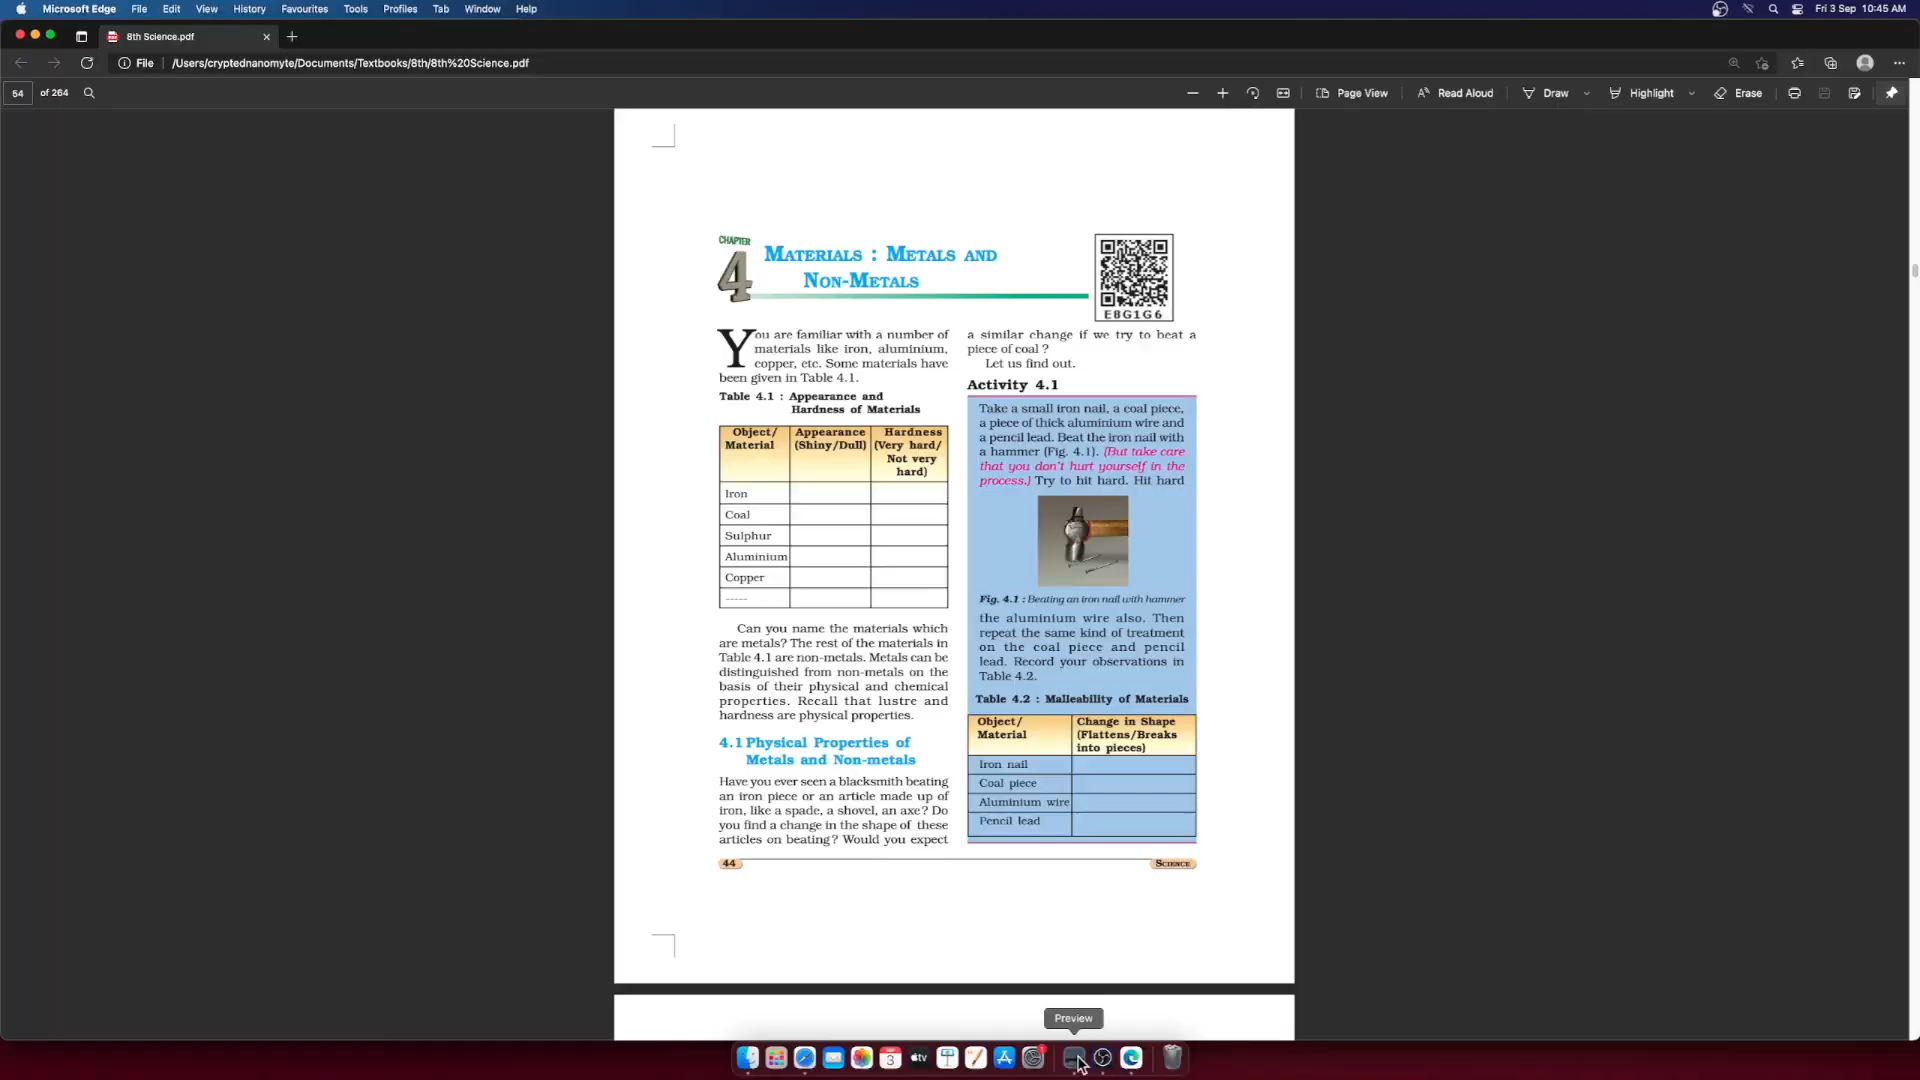 Microsoft Edge File Edit View History Favourites Tools Profiles Tab Window Help Fri 3 Sep 10:45 AM
8th Science.pdf
File /Users/cryptednanomyte/Documents/Textbooks/8th/8th%20Science.pdf
54 of 264 Page View Read Aloud Draw Highlight Erase
CHAPTER
4
MATERIALS : METALS AND
NON-METALS
E8G1G6
You are familiar with a number of
materials like iron, aluminium,
copper, etc. Some materials have
been given in Table 4.1.
Table 4.1 : Appearance and
Hardness of Materials
Object/ Appearance Hardness
Material (Shiny/Dull) (Very hard/
Not very
hard)
Iron
Coal
Sulphur
Aluminium
Copper
-----
Can you name the materials which
are metals? The rest of the materials in
Table 4.1 are non-metals. Metals can be
distinguished from non-metals on the
basis of their physical and chemical
properties. Recall that lustre and
hardness are physical properties.
4.1 Physical Properties of
Metals and Non-metals
Have you ever seen a blacksmith beating
an iron piece or an article made up of
iron, like a spade, a shovel, an axe? Do
you find a change in the shape of these
articles on beating? Would you expect
a similar change if we try to beat a
piece of coal ?
Let us find out.
Activity 4.1
Take a small iron nail, a coal piece,
a piece of thick aluminium wire and
a pencil lead. Beat the iron nail with
a hammer (Fig. 4.1). (But take care
that you don't hurt yourself in the
process.) Try to hit hard. Hit hard
Fig. 4.1 : Beating an iron nail with hammer
the aluminium wire also. Then
repeat the same kind of treatment
on the coal piece and pencil
lead. Record your observations in
Table 4.2.
Table 4.2 : Malleability of Materials
Object/ Change in Shape
Material (Flattens/Breaks
into pieces)
Iron nail
Coal piece
Aluminium wire
Pencil lead
44 SCIENCE
Preview
SEP
3
tv
1